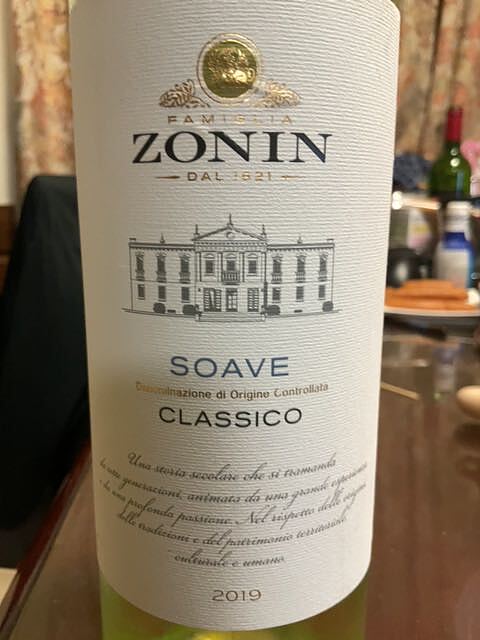 FAMIGLIA
ZONIN
DAL 1821
SOAVE
Denominazione di Origine Controllata
CLASSICO
Una storia secolare che si tramanda
da sette generazioni, animata da una grande esperienza
e da una profonda passione. Nel rispetto delle origini,
delle tradizioni e del patrimonio territoriale,
culturale e umano.
2019